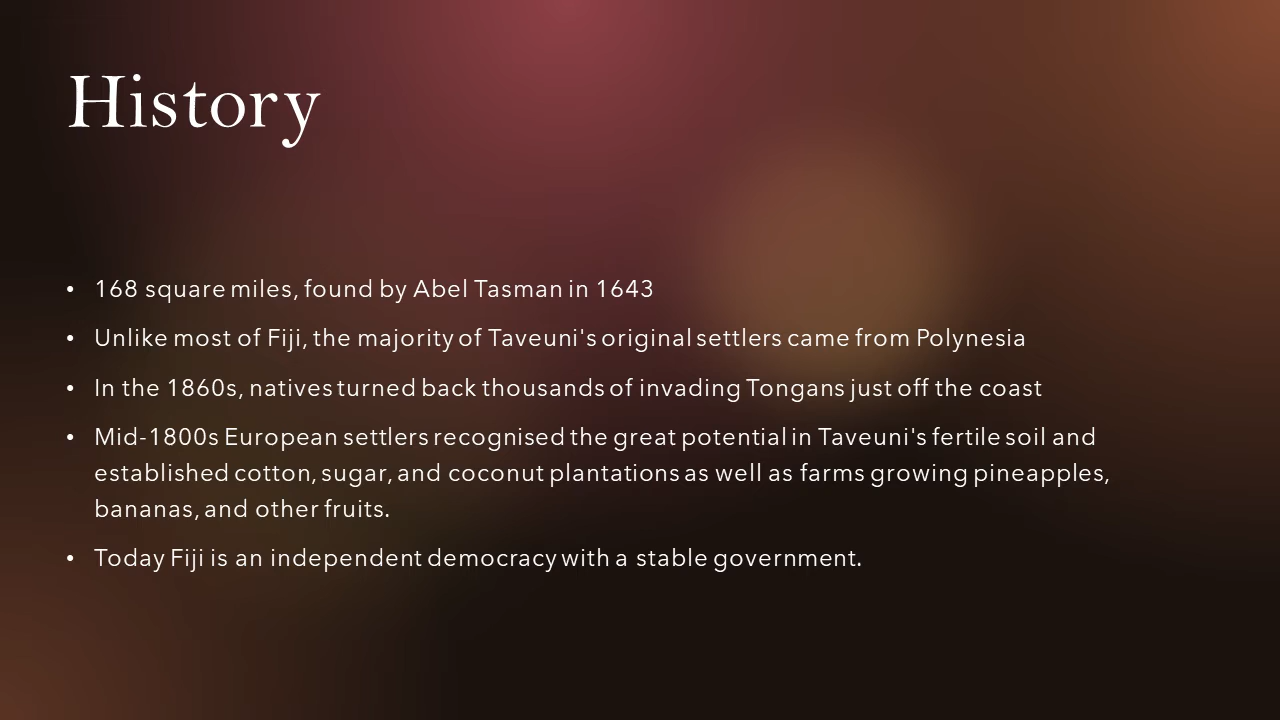 History
• 168 square miles, found by Abel Tasman in 1643
• Unlike most of Fiji, the majority of Taveuni's original settlers came from Polynesia
• In the 1860s, natives turned back thousands of invading Tongans just off the coast
• Mid-1800s European settlers recognised the great potential in Taveuni's fertile soil and
established cotton, sugar, and coconut plantations as well as farms growing pineapples,
bananas, and other fruits.
• Today Fiji is an independent democracy with a stable government.